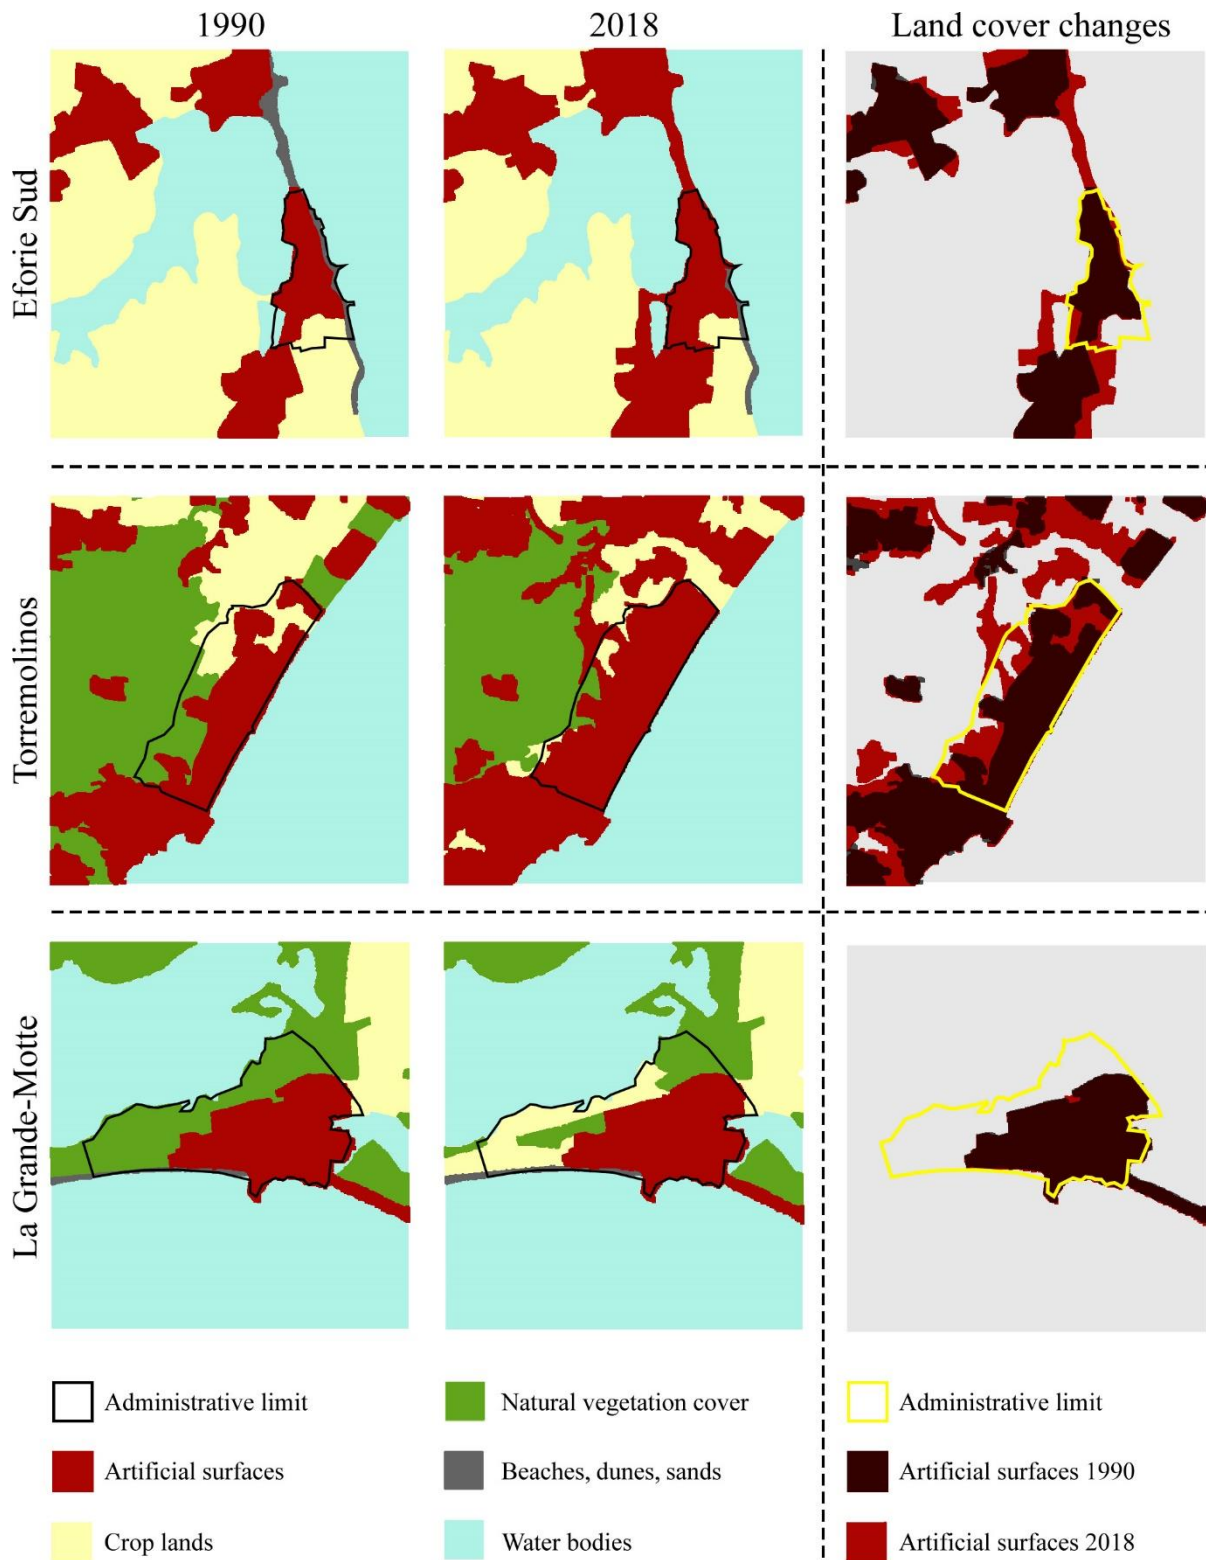 1990
2018
Land cover changes
Eforie Sud
Torremolinos
La Grande-Motte
Administrative limit
Natural vegetation cover
Administrative limit
Artificial surfaces
Beaches, dunes, sands
Artificial surfaces 1990
Crop lands
Water bodies
Artificial surfaces 2018